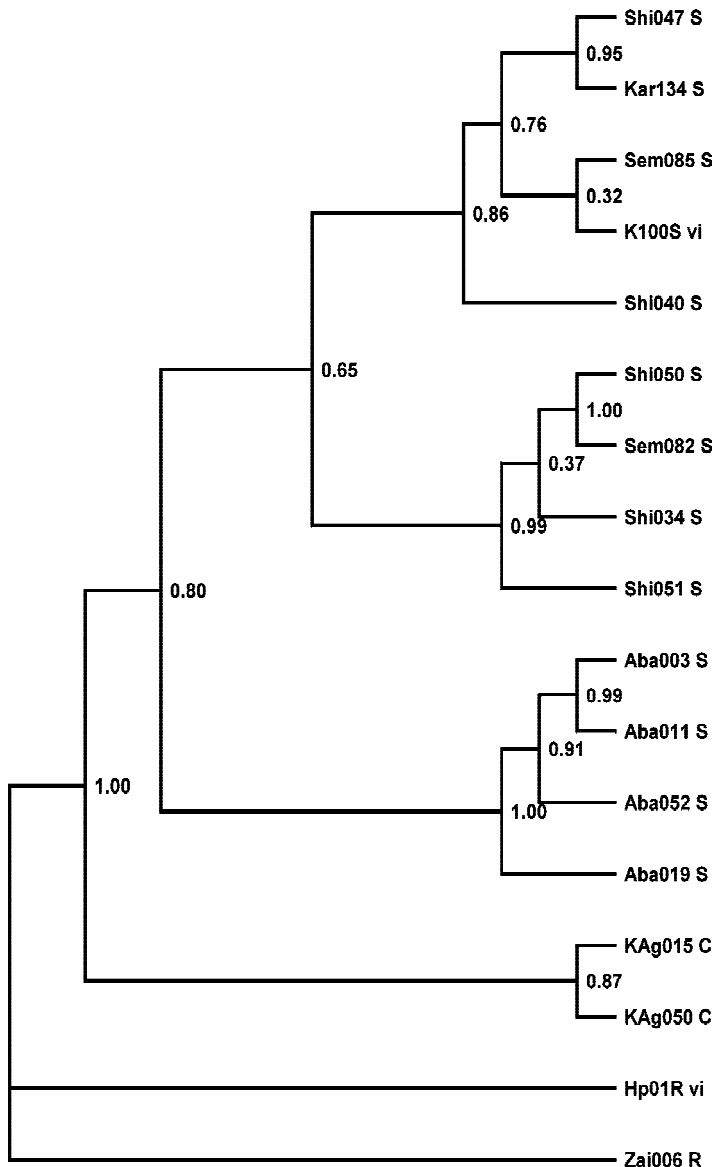 Shi047 S
0.95
Kar134 S
0.76
Sem085 S
0.32
0.86
K100S vi
Shi040 S
0.65
Shi050 S
1.00
Sem082 S
0.37
Shi034 S
0.99
Shi051 S
0.80
Aba003 S
0.99
Aba011 S
0.91
1.00
Aba052 S
1.00
Aba019 S
KAg015 C
0.87
KAg050 C
Hp01R vi
Zai006 R